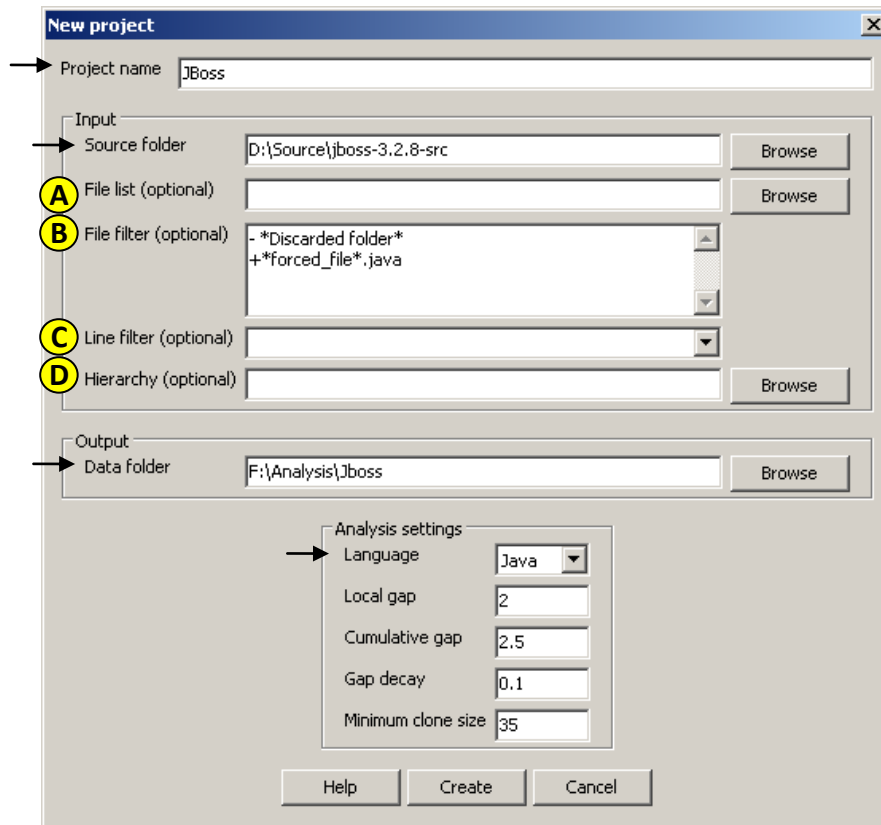 New project
Project name JBoss
Input
Source folder D:\Source\jboss-3.2.8-src Browse
A File list (optional) Browse
B File filter (optional) - *Discarded folder*
+*forced_file*.java
C Line filter (optional)
D Hierarchy (optional) Browse
Output
Data folder F:\Analysis\Jboss Browse
Analysis settings
Language Java
Local gap 2
Cumulative gap 2.5
Gap decay 0.1
Minimum clone size 35
Help Create Cancel